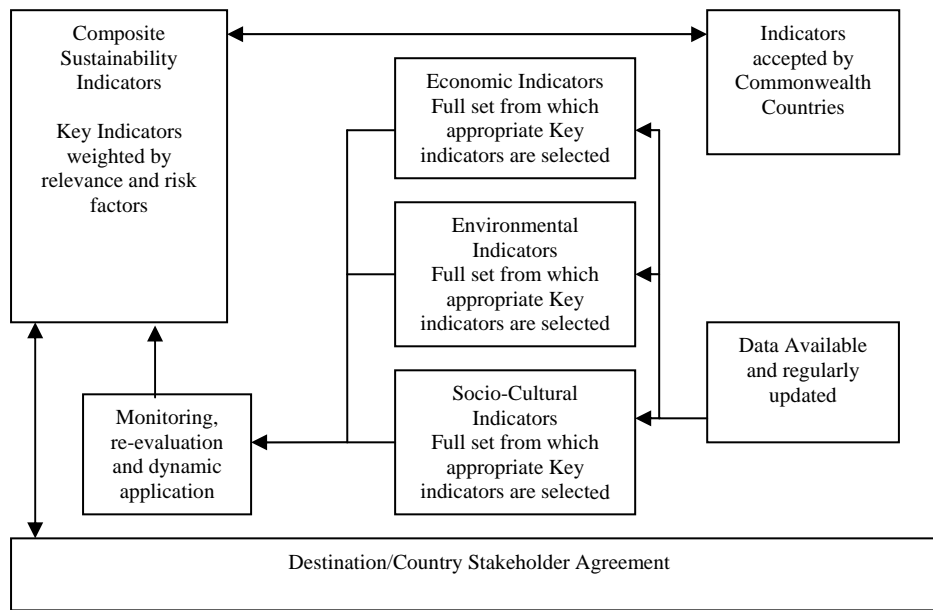 Composite
Sustainability
Indicators
Key Indicators
weighted by
relevance and risk
factors
Indicators
accepted by
Commonwealth
Countries
Economic Indicators
Full set from which
appropriate Key
indicators are selected
Environmental
Indicators
Full set from which
appropriate Key
indicators are selected
Data Available
and regularly
updated
Socio-Cultural
Indicators
Full set from which
appropriate Key
indicators are selected
Monitoring,
re-evaluation
and dynamic
application
Destination/Country Stakeholder Agreement